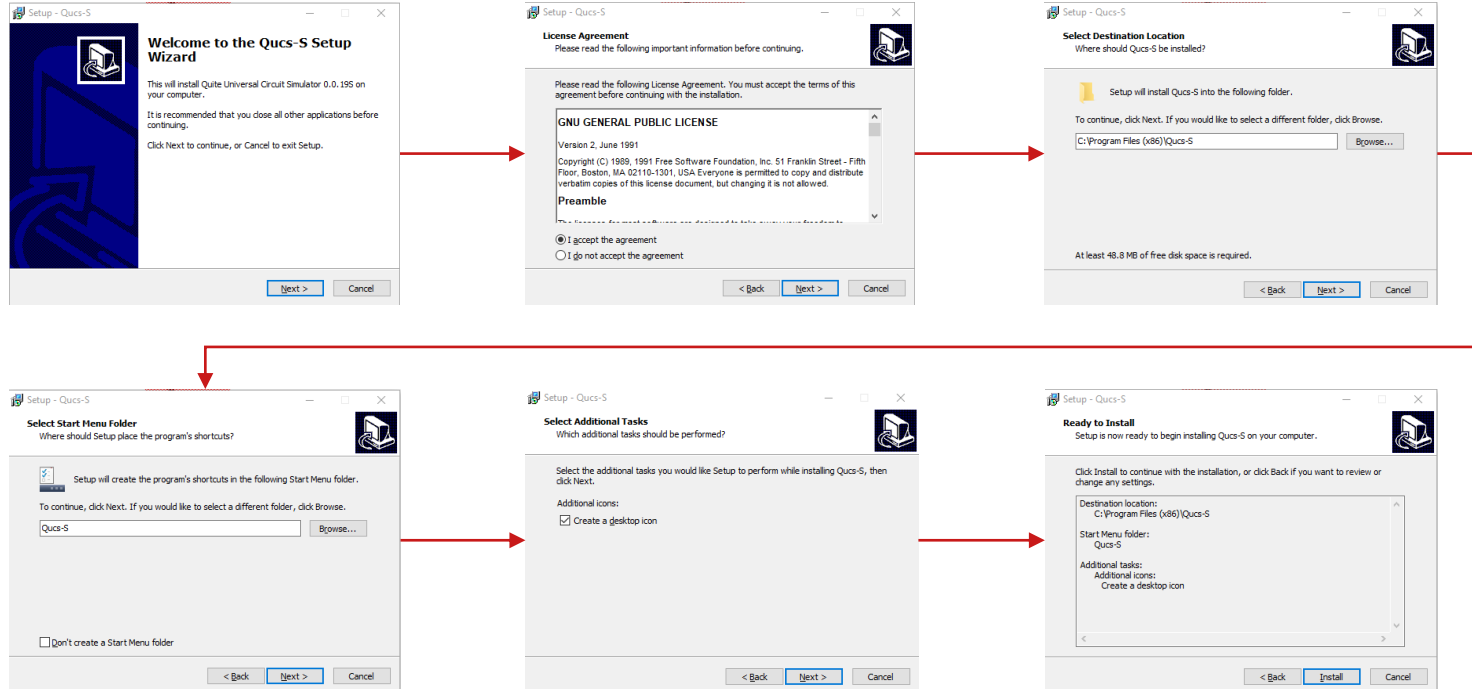 Setup - Qucs-S
Welcome to the Qucs-S Setup
Wizard
This will install Quite Universal Circuit Simulator 0.0.19S on
your computer.
It is recommended that you close all other applications before
continuing.
Click Next to continue, or Cancel to exit Setup.
Next >
Cancel
Setup - Qucs-S
License Agreement
Please read the following important information before continuing.
Please read the following License Agreement. You must accept the terms of this
agreement before continuing with the installation.
GNU GENERAL PUBLIC LICENSE
Version 2, June 1991
Copyright (C) 1989, 1991 Free Software Foundation, Inc. 51 Franklin Street - Fifth
Floor, Boston, MA 02110-1301, USA Everyone is permitted to copy and distribute
verbatim copies of this license document, but changing it is not allowed.
Preamble
The licenses for most software are designed to take away your freedom to
I accept the agreement
I do not accept the agreement
< Back
Next >
Cancel
Setup - Qucs-S
Select Destination Location
Where should Qucs-S be installed?
Setup will install Qucs-S into the following folder.
To continue, click Next. If you would like to select a different folder, click Browse.
C:\Program Files (x86)\Qucs-S
Browse...
At least 48.8 MB of free disk space is required.
< Back
Next >
Cancel
Setup - Qucs-S
Select Start Menu Folder
Where should Setup place the program's shortcuts?
Setup will create the program's shortcuts in the following Start Menu folder.
To continue, click Next. If you would like to select a different folder, click Browse.
Qucs-S
Browse...
Don't create a Start Menu folder
< Back
Next >
Cancel
Setup - Qucs-S
Select Additional Tasks
Which additional tasks should be performed?
Select the additional tasks you would like Setup to perform while installing Qucs-S, then
click Next.
Additional icons:
Create a desktop icon
< Back
Next >
Cancel
Setup - Qucs-S
Ready to Install
Setup is now ready to begin installing Qucs-S on your computer.
Click Install to continue with the installation, or click Back if you want to review or
change any settings.
Destination location:
C:\Program Files (x86)\Qucs-S
Start Menu folder:
Qucs-S
Additional tasks:
Additional icons:
Create a desktop icon
< Back
Install
Cancel